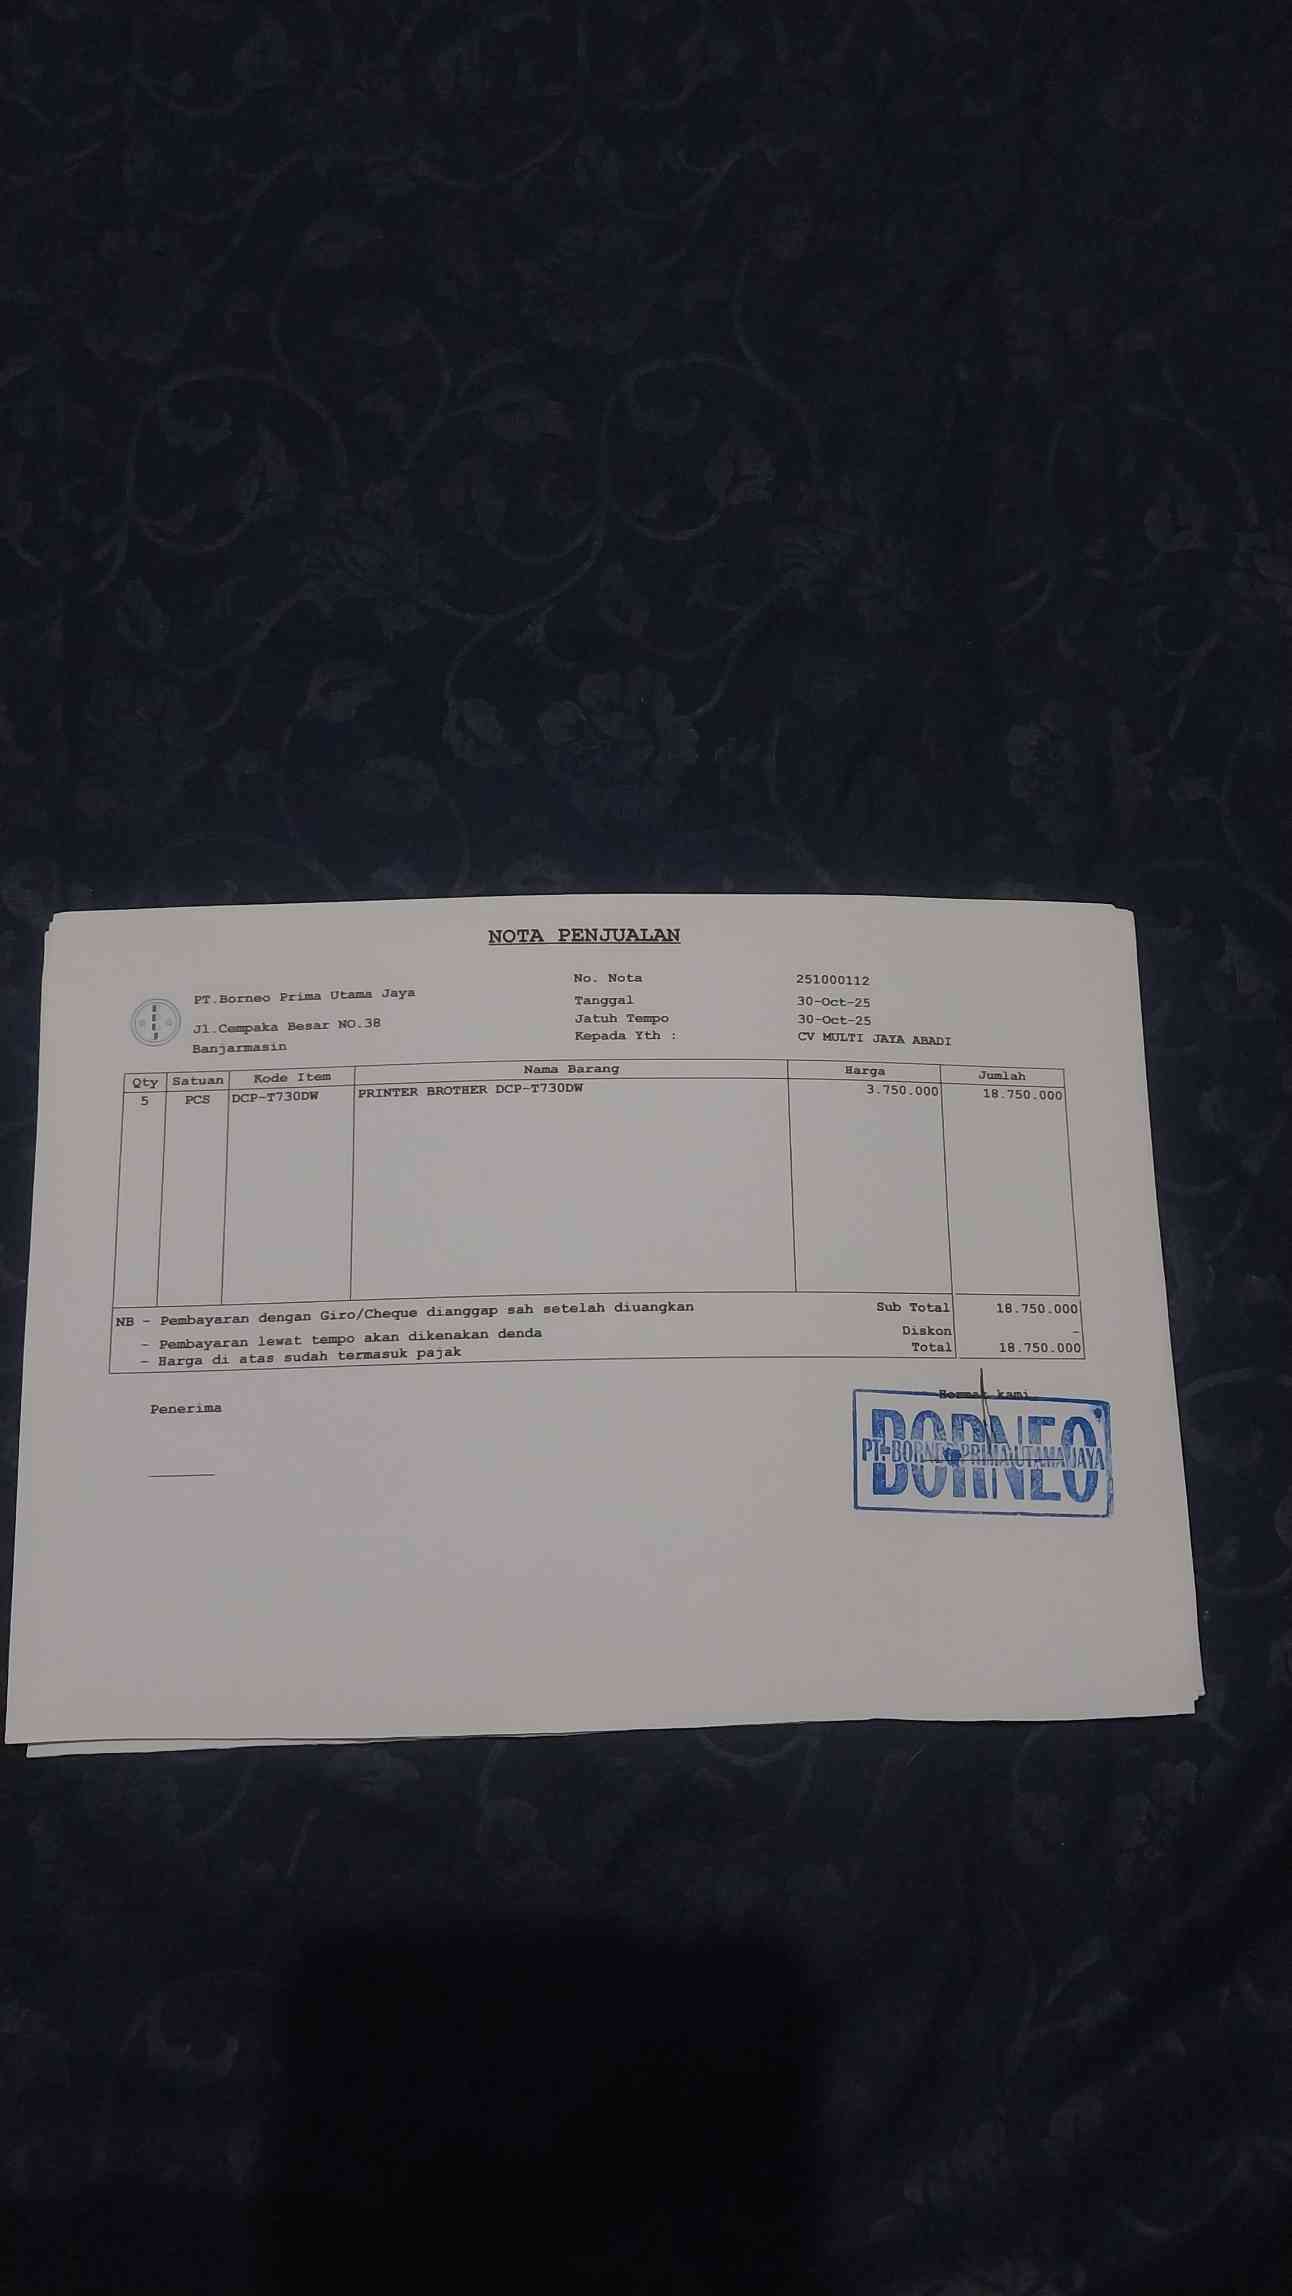 NOTA PENJUALAN
PT.Borneo Prima Utama Jaya
Jl.Cempaka Besar NO.38
Banjarmasin
No. Nota 251000112
Tanggal 30-Oct-25
Jatuh Tempo 30-Oct-25
Kepada Yth : CV MULTI JAYA ABADI
Qty Satuan Kode Item Nama Barang Harga Jumlah
5 PCS DCP-T730DW PRINTER BROTHER DCP-T730DW 3.750.000 18.750.000
NB - Pembayaran dengan Giro/Cheque dianggap sah setelah diuangkan Sub Total 18.750.000
- Pembayaran lewat tempo akan dikenakan denda Diskon -
- Harga di atas sudah termasuk pajak Total 18.750.000
Penerima Hormat kami
BORNEO
PT. BORNEO PRIMA UTAMA JAYA